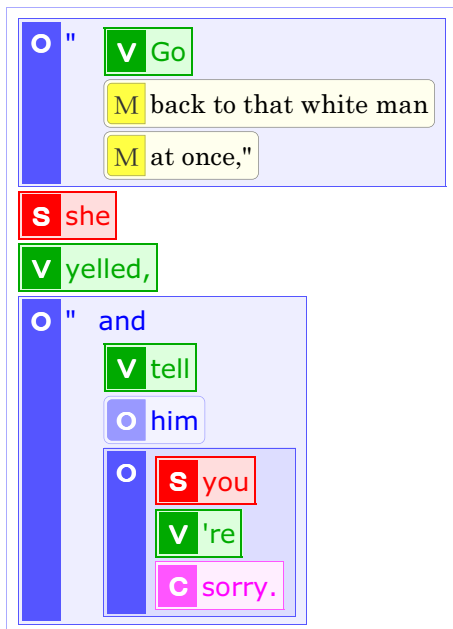 O " V Go
M back to that white man
M at once,"
S she
V yelled,
O " and
V tell
O him
O S you
V 're
C sorry.